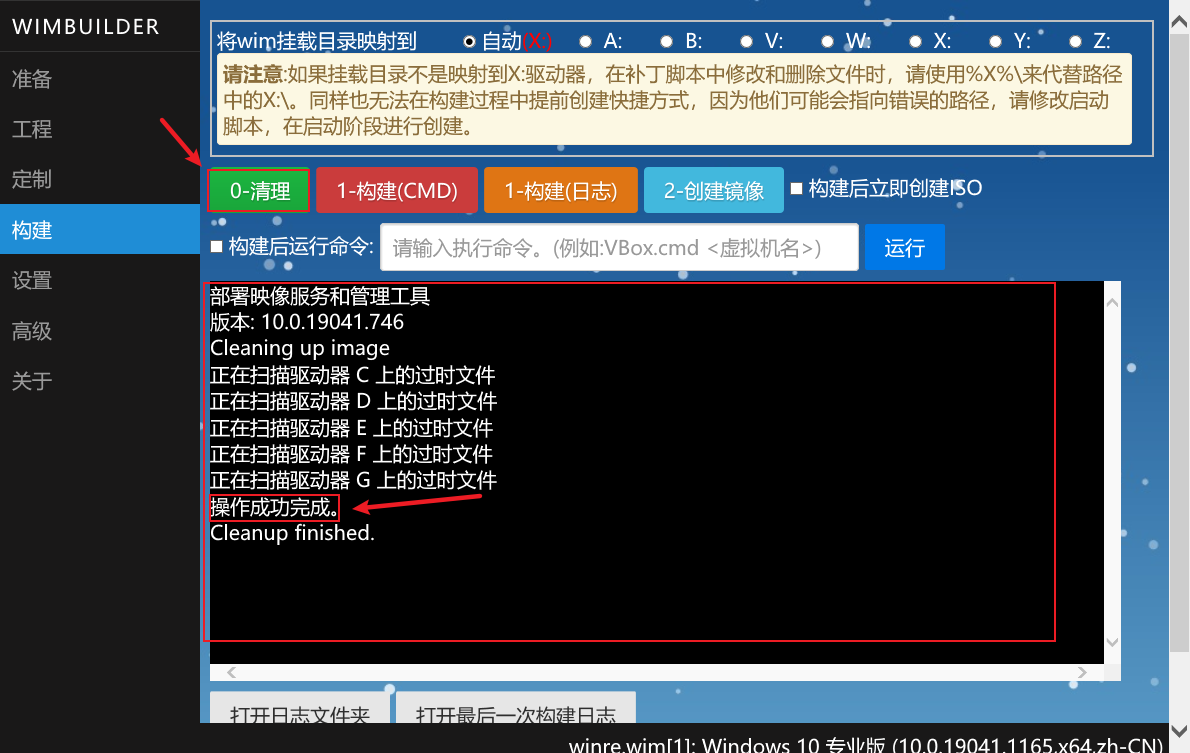 WIMBUILDER
准备
工程
定制
构建
设置
高级
关于
将wim挂载目录映射到 自动(X:) A: B: V: W: X: Y: Z:
请注意:如果挂载目录不是映射到X:驱动器，在补丁脚本中修改和删除文件时，请使用%X%\来代替路径
中的X:\。同样也无法在构建过程中提前创建快捷方式，因为他们可能会指向错误的路径，请修改启动
脚本，在启动阶段进行创建。
0-清理 1-构建(CMD) 1-构建(日志) 2-创建镜像 构建后立即创建ISO
构建后运行命令: 请输入执行命令。(例如:VBox.cmd <虚拟机名>) 运行
部署映像服务和管理工具
版本: 10.0.19041.746
Cleaning up image
正在扫描驱动器 C 上的过时文件
正在扫描驱动器 D 上的过时文件
正在扫描驱动器 E 上的过时文件
正在扫描驱动器 F 上的过时文件
正在扫描驱动器 G 上的过时文件
操作成功完成。
Cleanup finished.
打开日志文件夹 打开最后一次构建日志
winre.wim[1]: Windows 10 专业版 (10.0.19041.1165,x64,zh-CN)